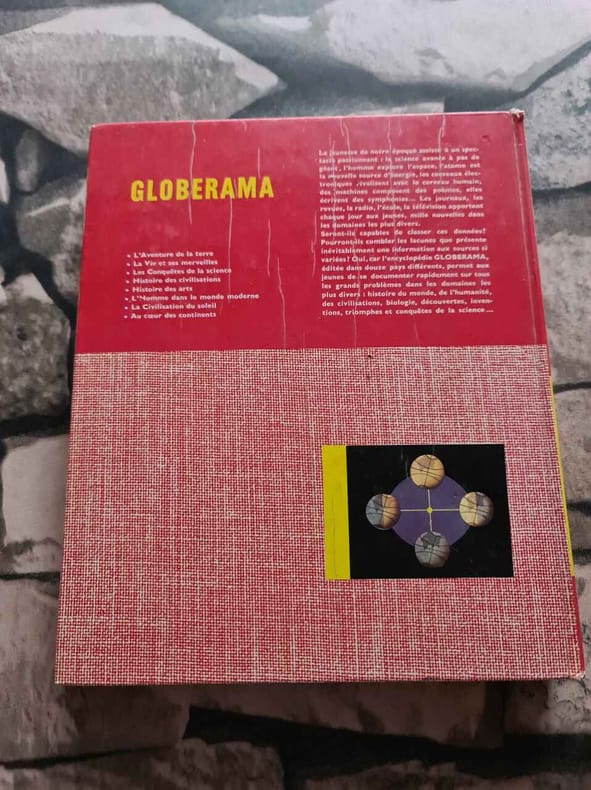 GLOBERAMA
• L'Aventure de la terre
• La Vie et ses merveilles
• Les Conquêtes de la science
• Histoire des civilisations
• Histoire des arts
• L'Homme dans le monde moderne
• La Civilisation du soleil
• Au cœur des continents
La jeunesse de notre époque assiste à un spec-
tacle passionnant : la science avance à pas de
géant, l'homme explore l'espace, l'atome est
la nouvelle source d'énergie, les cerveaux élec-
troniques rivalisent avec le cerveau humain,
des machines composent des poèmes, elles
écrivent des symphonies... Les journaux, les
revues, la radio, l'école, la télévision apportent
chaque jour aux jeunes, mille nouvelles dans
les domaines les plus divers.
Seront-ils capables de classer ces données?
Pourront-ils combler les lacunes que présente
inévitablement une information aux sources si
variées? Oui, car l'encyclopédie GLOBERAMA,
éditée dans douze pays différents, permet aux
jeunes de se documenter rapidement sur tous
les grands problèmes dans les domaines les
plus divers : histoire du monde, de l'humanité,
des civilisations, biologie, découvertes, inven-
tions, triomphes et conquêtes de la science...